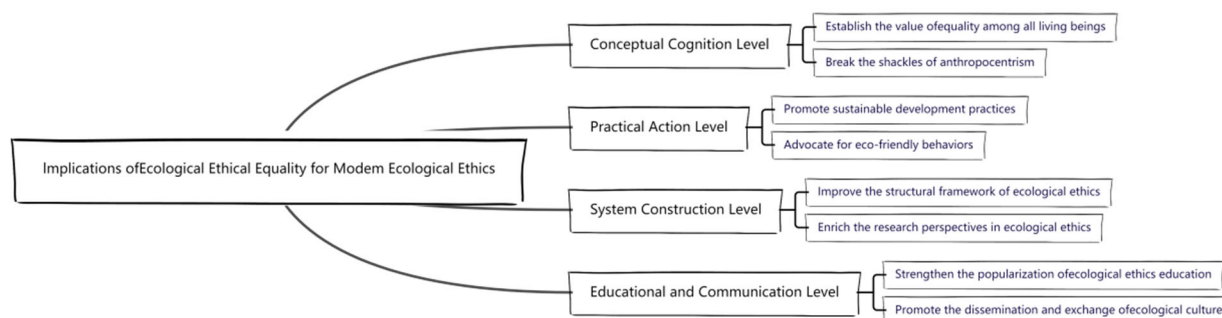 Implications ofEcological Ethical Equality for Modem Ecological Ethics
Conceptual Cognition Level
Establish the value ofequality among all living beings
Break the shackles of anthropocentrism
Practical Action Level
Promote sustainable development practices
Advocate for eco-friendly behaviors
System Construction Level
Improve the structural framework of ecological ethics
Enrich the research perspectives in ecological ethics
Educational and Communication Level
Strengthen the popularization ofecological ethics education
Promote the dissemination and exchange ofecological culture